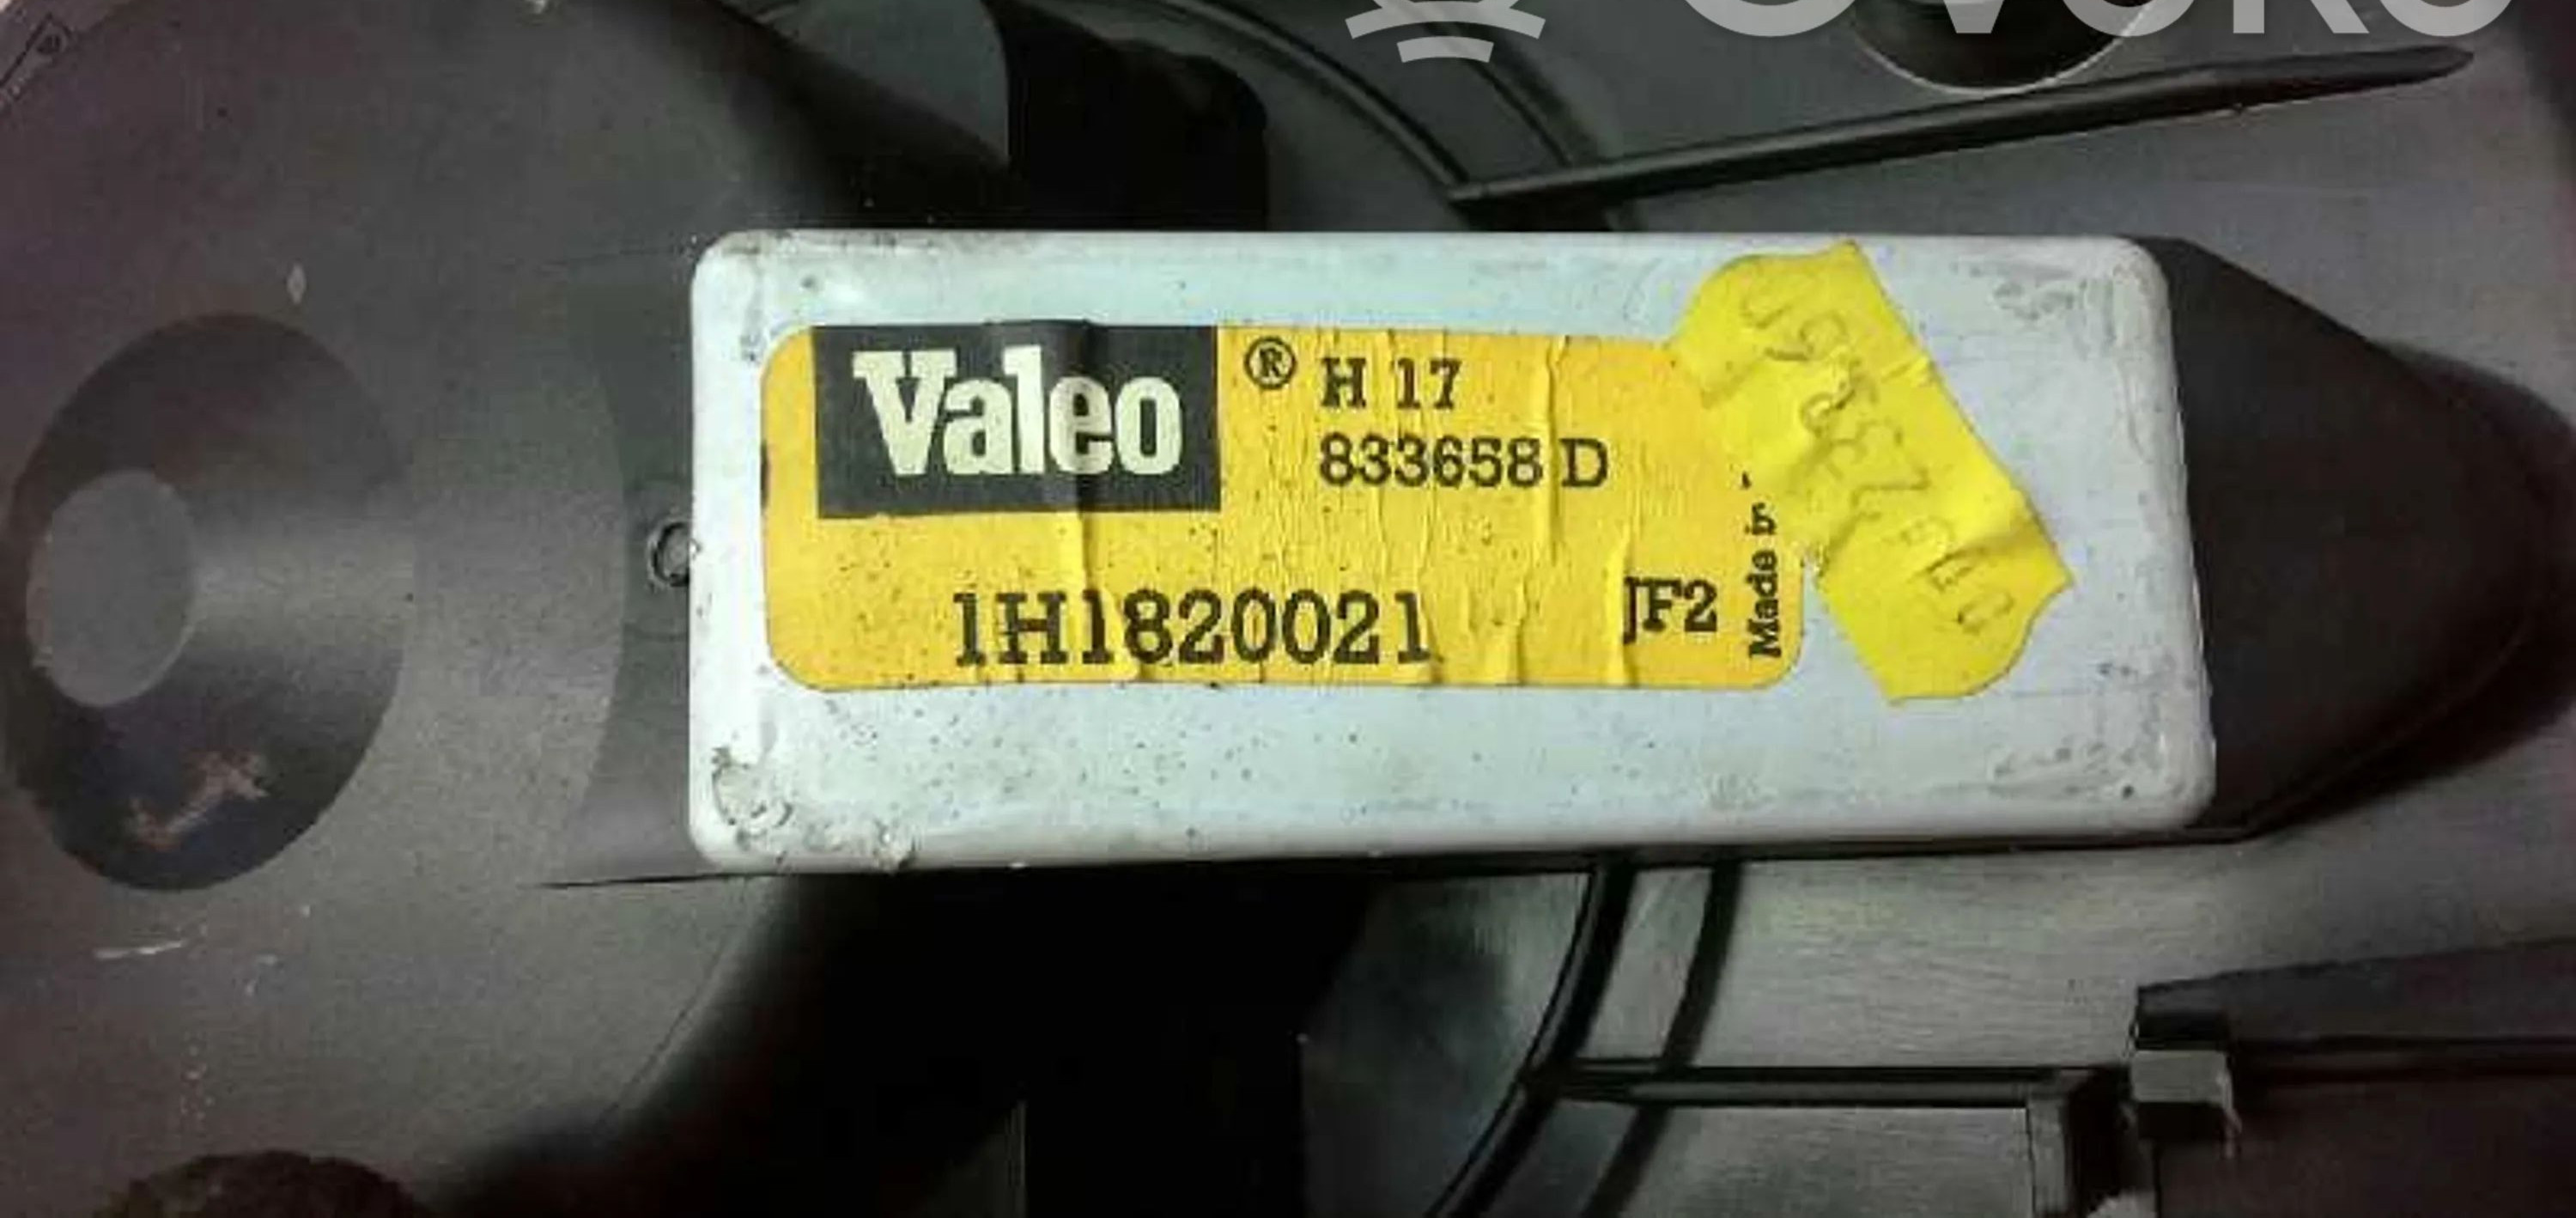 Valeo ® H 17
833658 D
1H1820021 JF2
Made in